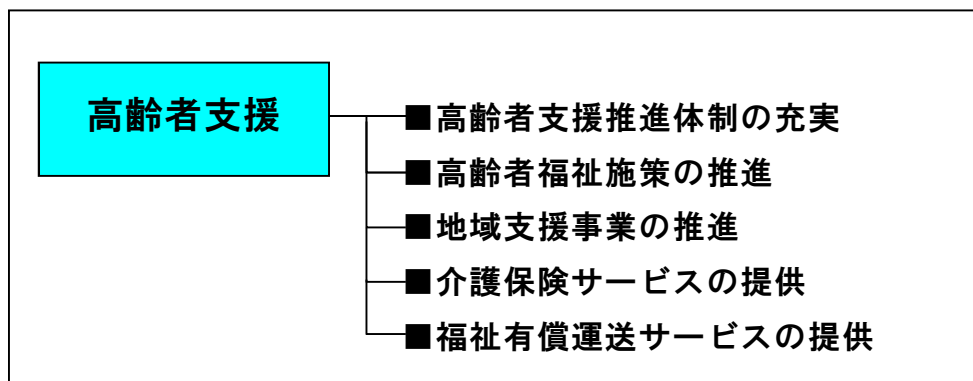 高齢者支援
■高齢者支援推進体制の充実
■高齢者福祉施策の推進
■地域支援事業の推進
■介護保険サービスの提供
■福祉有償運送サービスの提供